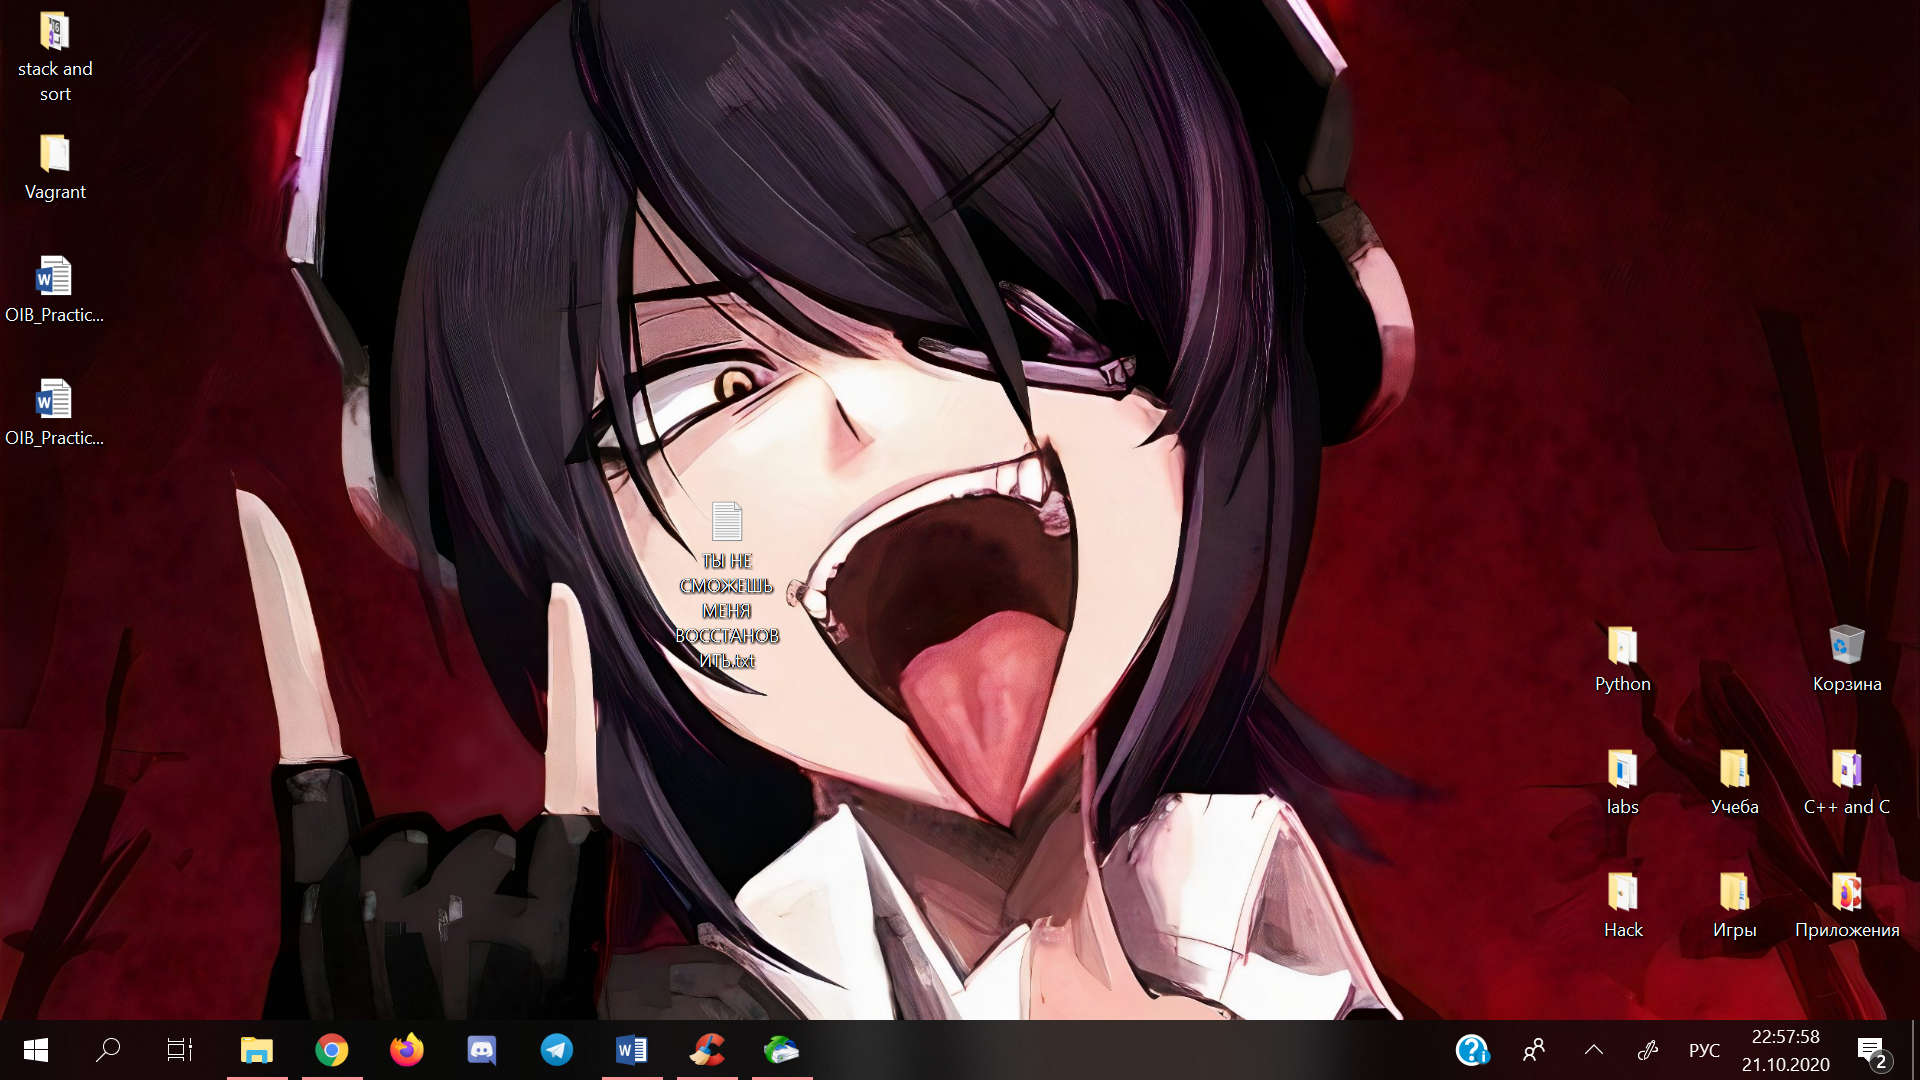 stack and
sort
Vagrant
OIB_Practic...
OIB_Practic...
ТЫ НЕ
СМОЖЕШЬ
МЕНЯ
ВОССТАНОВ
ИТЬ.txt
Python
Корзина
labs
Учеба
C++ and C
Hack
Игры
Приложения
РУС
22:57:58
21.10.2020
2